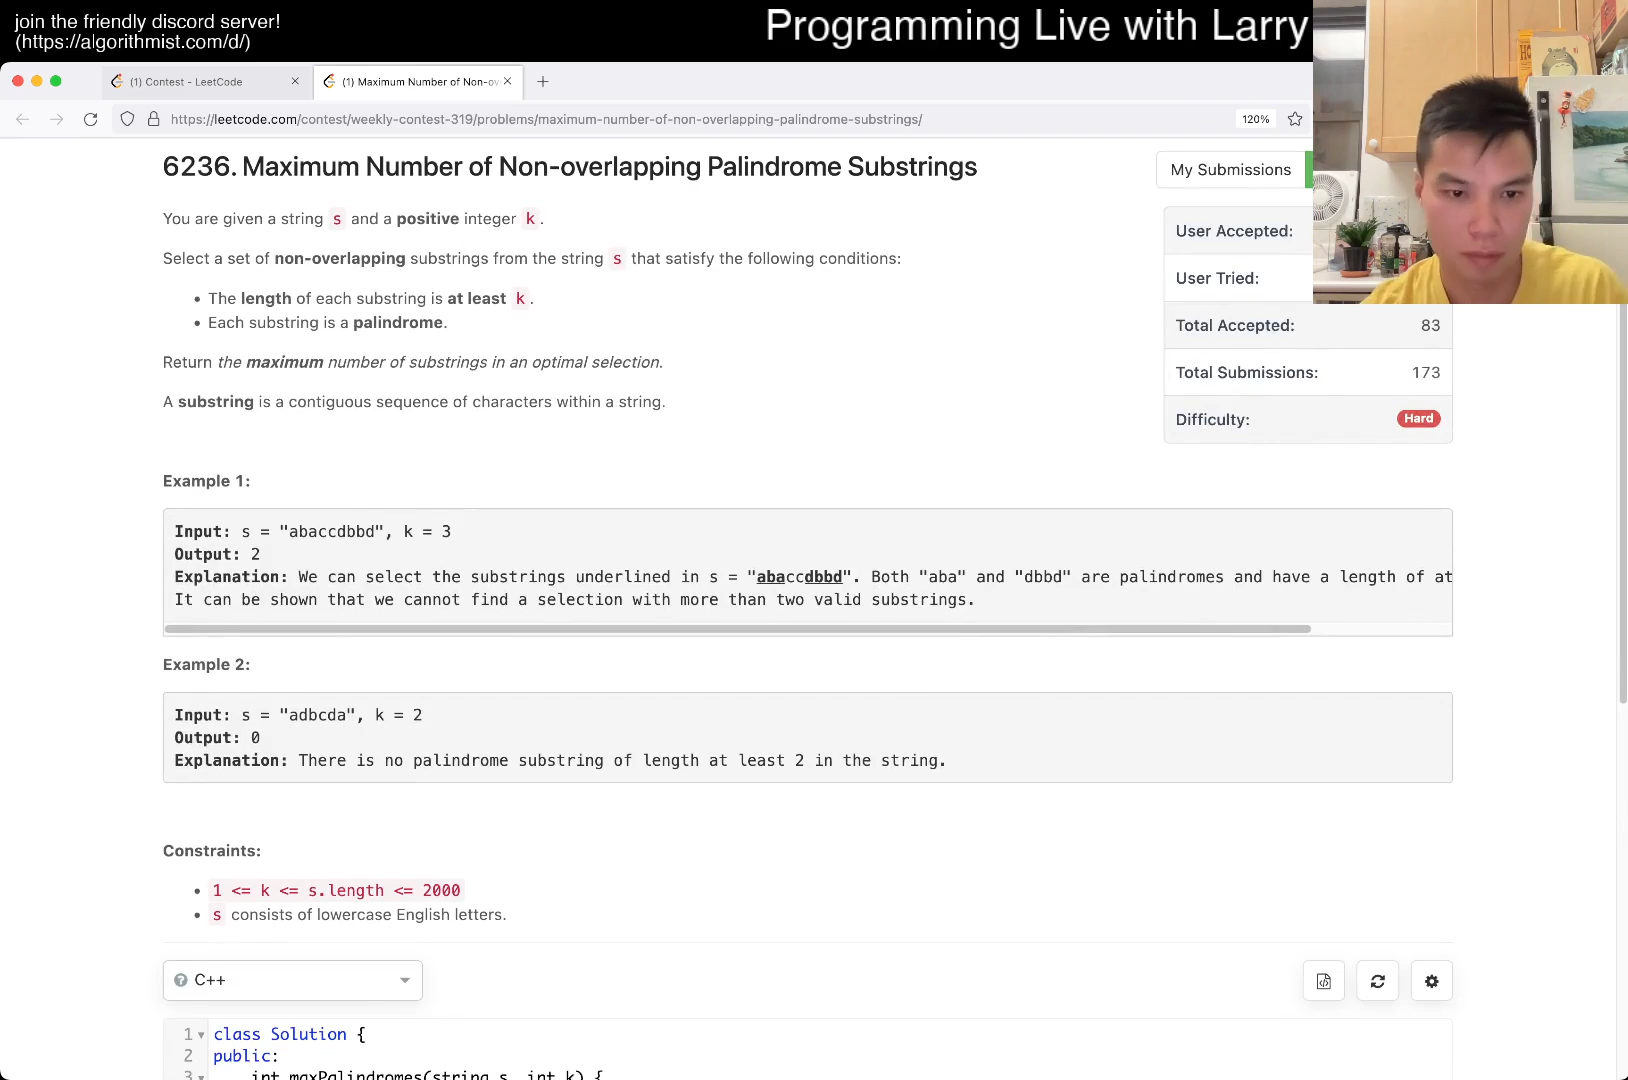 join the friendly discord server!
(https://algorithmist.com/d/)
Programming Live with Larry
(1) Contest - LeetCode
(1) Maximum Number of Non-ov
https://leetcode.com/contest/weekly-contest-319/problems/maximum-number-of-non-overlapping-palindrome-substrings/
120%
6236. Maximum Number of Non-overlapping Palindrome Substrings
My Submissions
You are given a string s and a positive integer k.
User Accepted:
Select a set of non-overlapping substrings from the string s that satisfy the following conditions:
User Tried:
• The length of each substring is at least k.
• Each substring is a palindrome.
Total Accepted: 83
Return the maximum number of substrings in an optimal selection.
Total Submissions: 173
A substring is a contiguous sequence of characters within a string.
Difficulty: Hard
Example 1:
Input: s = "abaccdbbd", k = 3
Output: 2
Explanation: We can select the substrings underlined in s = "abaccdbbd". Both "aba" and "dbbd" are palindromes and have a length of at
It can be shown that we cannot find a selection with more than two valid substrings.
Example 2:
Input: s = "adbcda", k = 2
Output: 0
Explanation: There is no palindrome substring of length at least 2 in the string.
Constraints:
• 1 <= k <= s.length <= 2000
• s consists of lowercase English letters.
C++
1 class Solution {
2 public:
3 int maxPalindromes(string s, int k) {